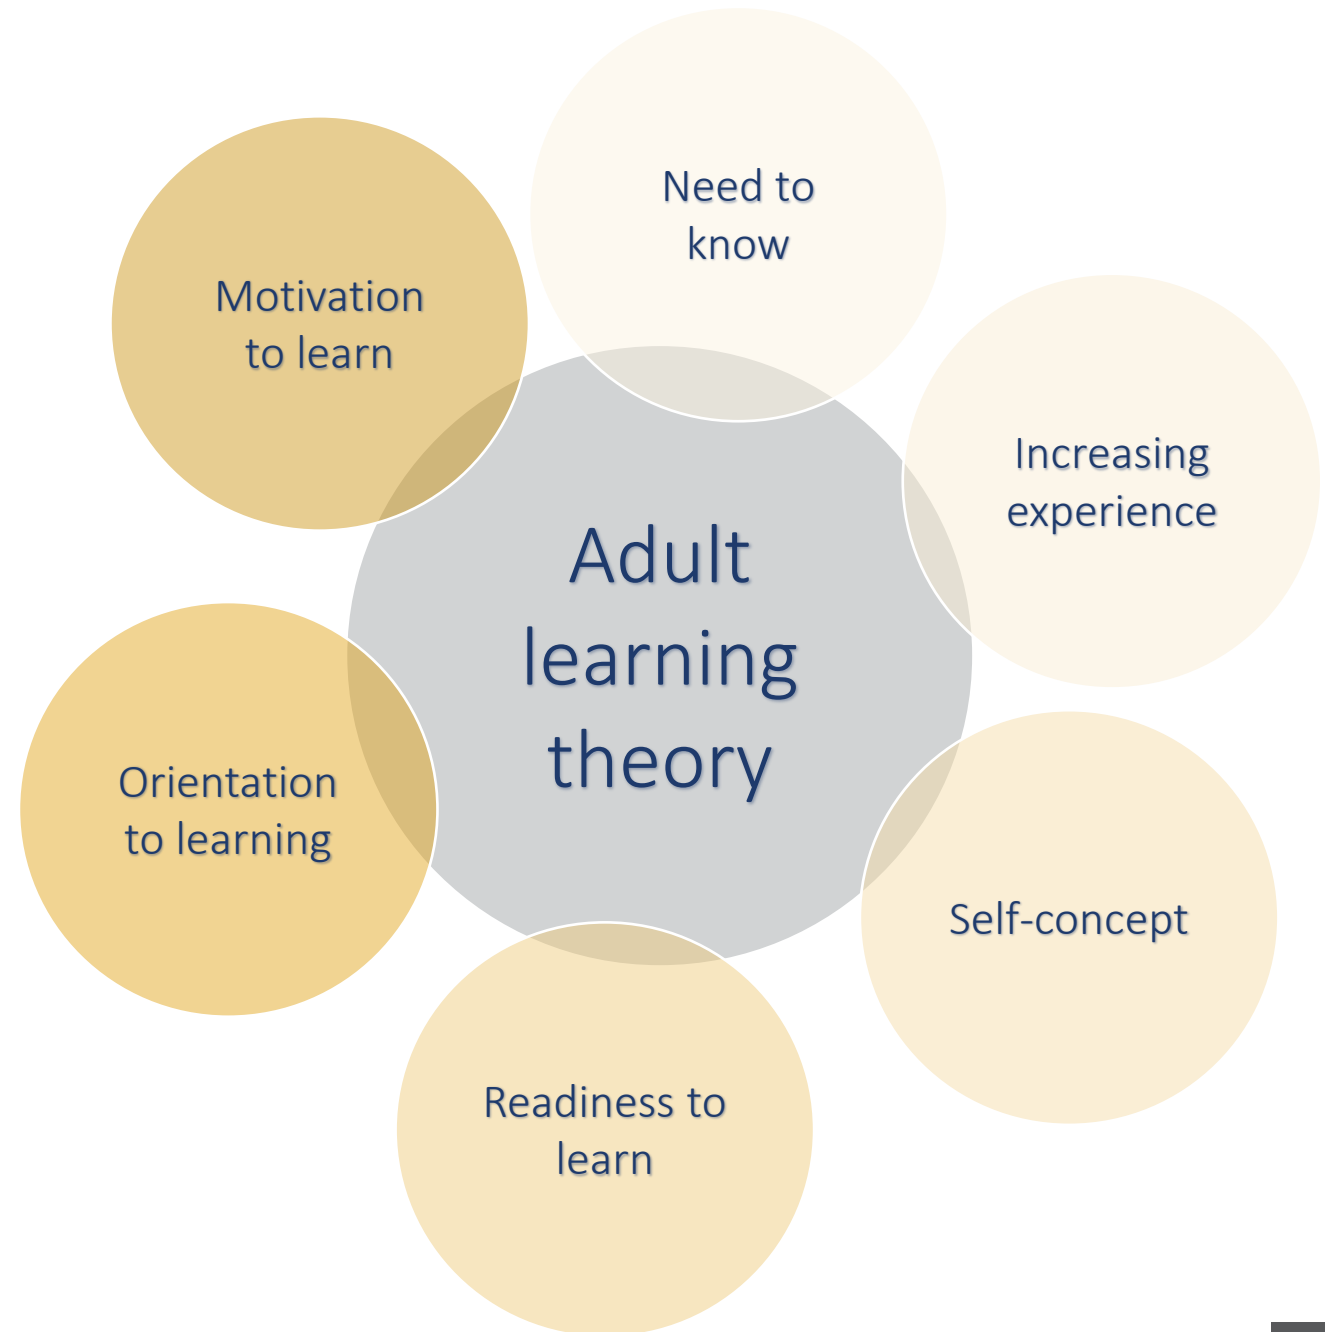 Need to
know
Motivation
to learn
Increasing
experience
Adult
learning
theory
Orientation
to learning
Self-concept
Readiness to
learn